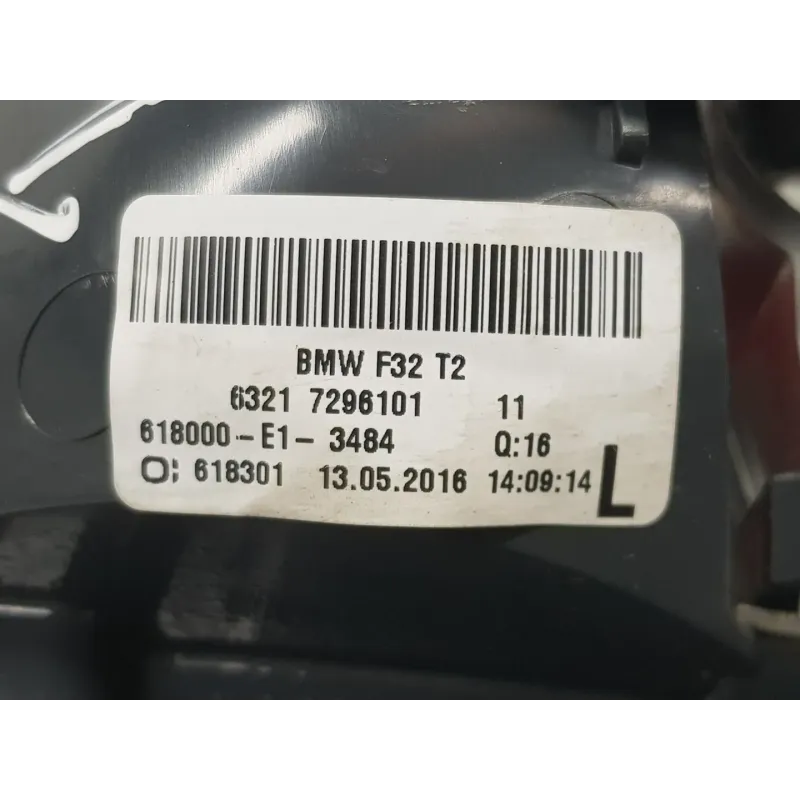 BMW F32 T2
6321 7296101 11
618000-E1-3484 Q:16
O: 618301 13.05.2016 14:09:14 L